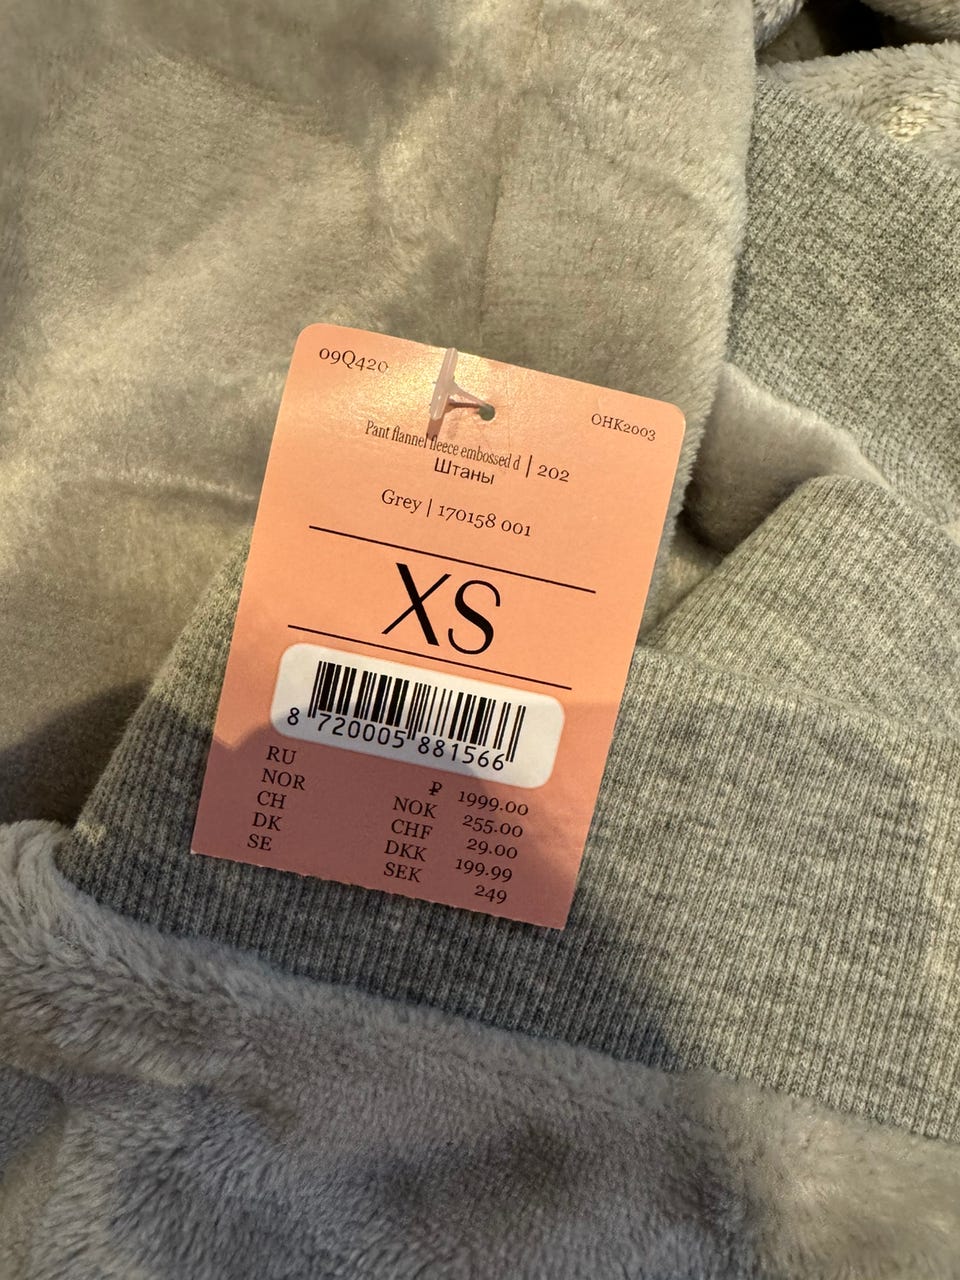 09Q420
OHK2003
Pant flannel fleece embossed d | 202
Штаны
Grey | 170158 001
XS
8 720005 881566
RU ₽ 1999.00
NOR NOK 255.00
CH CHF 29.00
DK DKK 199.99
SE SEK 249